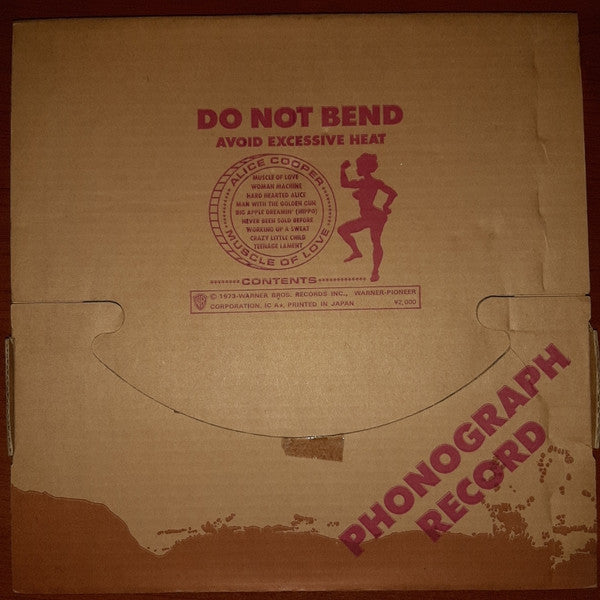 DO NOT BEND
AVOID EXCESSIVE HEAT
ALICE COOPER
MUSCLE OF LOVE
WOMAN MACHINE
HARD HEARTED ALICE
MAN WITH THE GOLDEN GUN
BIG APPLE DREAMIN' (HIPPO)
NEVER BEEN SOLD BEFORE
WORKING UP A SWEAT
CRAZY LITTLE CHILD
TEENAGE LAMENT
MUSCLE OF LOVE
CONTENTS
© 1973-WARNER BROS. RECORDS INC., WARNER-PIONEER
CORPORATION, IC A*, PRINTED IN JAPAN ¥2,000
PHONOGRAPH
RECORD